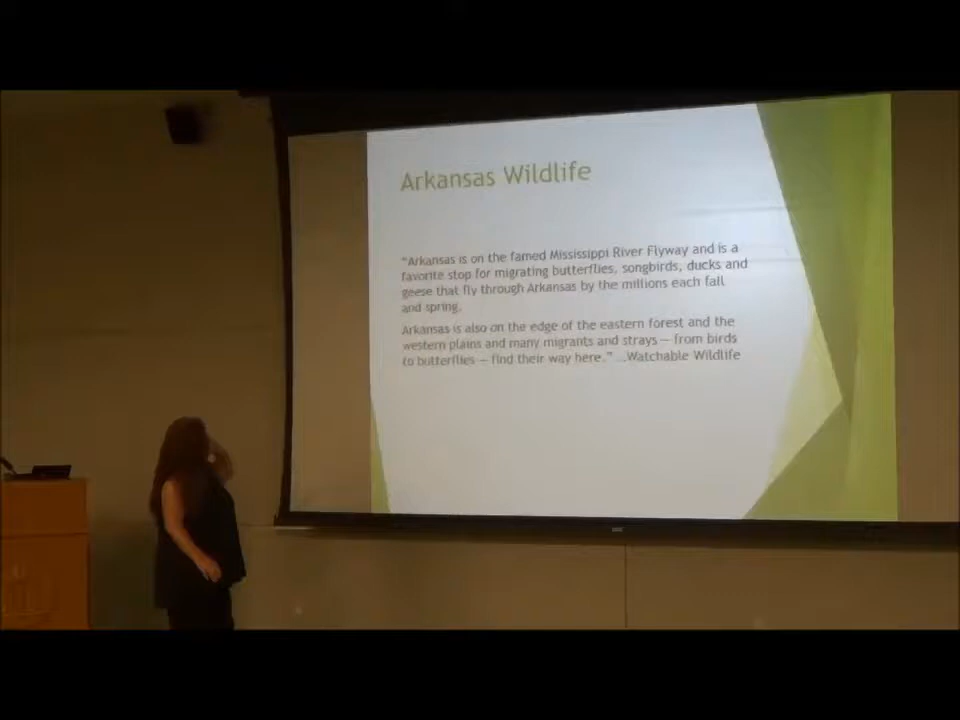 Arkansas Wildlife
"Arkansas is on the famed Mississippi River Flyway and is a
favorite stop for migrating butterflies, songbirds, ducks and
geese that fly through Arkansas by the millions each fall
and spring.
Arkansas is also on the edge of the eastern forest and the
western plains and many migrants and strays — from birds
to butterflies — find their way here." ...Watchable Wildlife